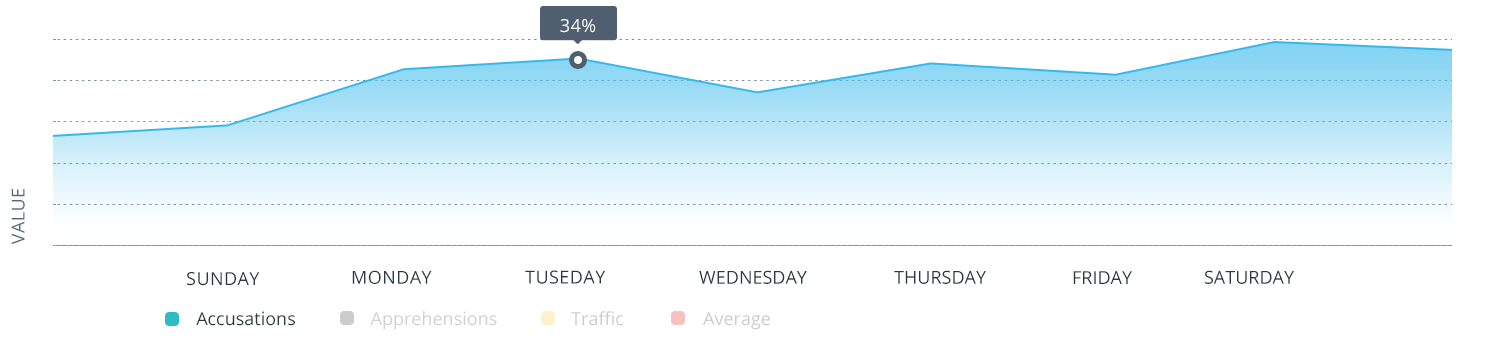 34%
VALUE
SUNDAY MONDAY TUSEDAY WEDNESDAY THURSDAY FRIDAY SATURDAY
Accusations Apprehensions Traffic Average